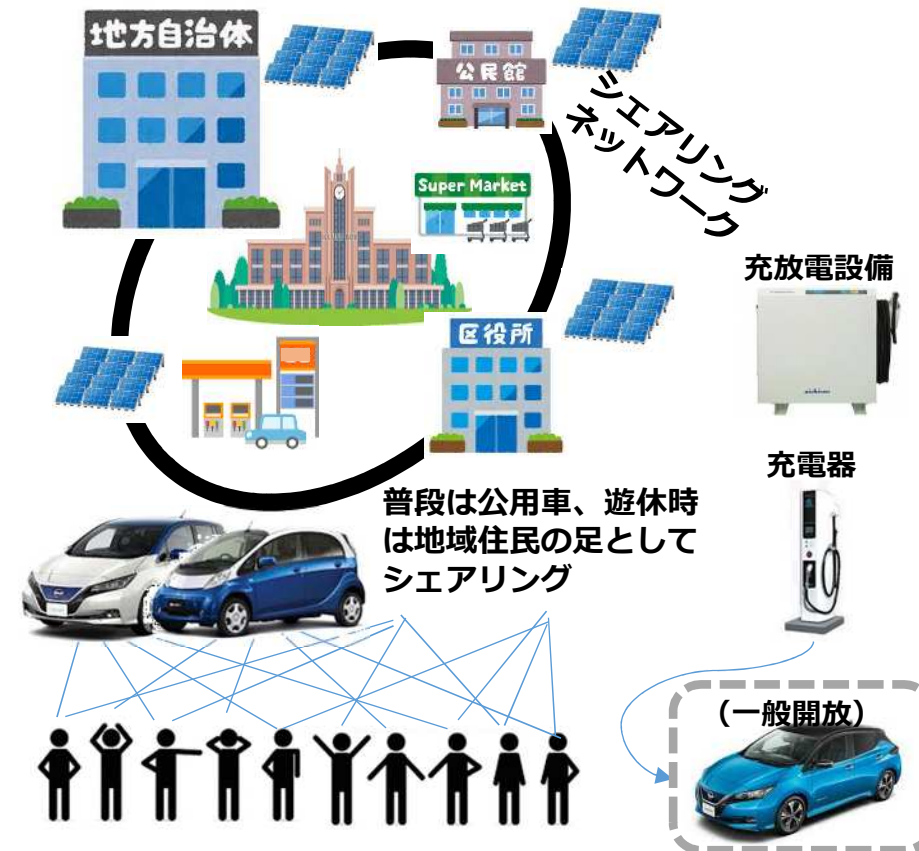 地方自治体
公民館
シェアリング
ネットワーク
Super Market
充放電設備
区役所
nichicon
充電器
普段は公用車、遊休時
は地域住民の足として
シェアリング
（一般開放）